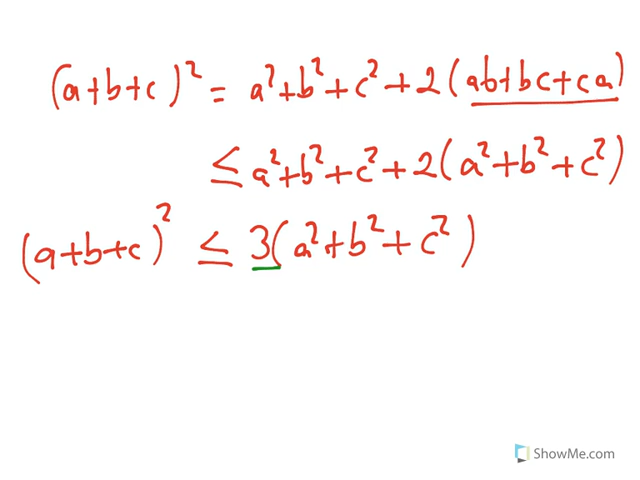 (a+b+c)² = a²+b²+c²+2(ab+bc+ca)
≤ a²+b²+c²+2(a²+b²+c²)
(a+b+c)² ≤ 3(a²+b²+c²)
ShowMe.com